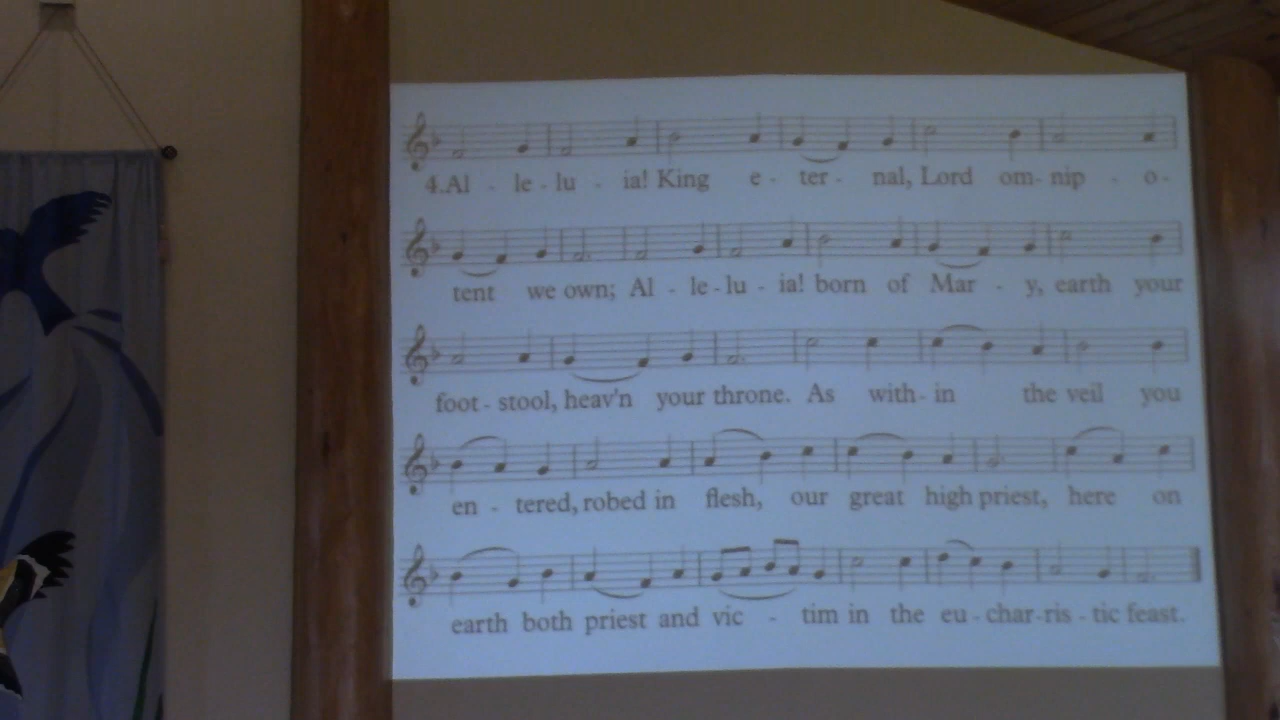 4.Al - le - lu - ia! King e - ter - nal, Lord om- nip - o-
tent we own; Al - le - lu - ia! born of Mar - y, earth your
foot - stool, heav'n your throne. As with- in the veil you
en - tered, robed in flesh, our great high priest, here on
earth both priest and vic - tim in the eu - char - ris - tic feast.